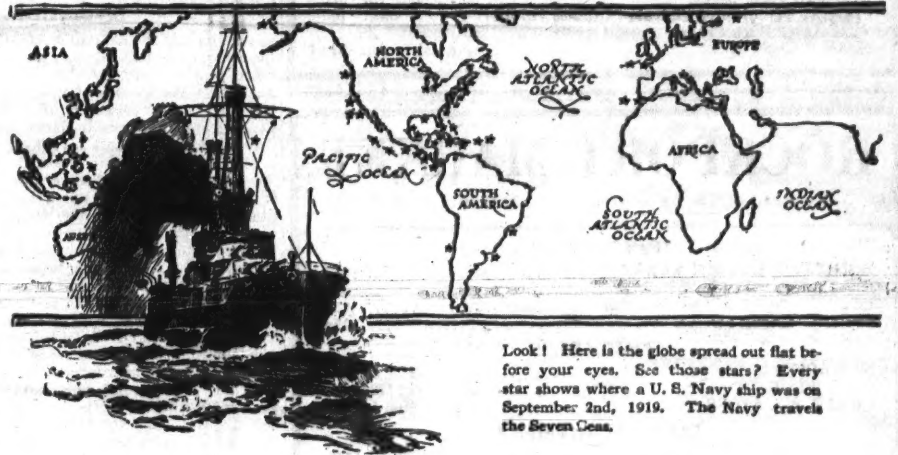 ASIA
NORTH
AMERICA
NORTH
ATLANTIC
OCEAN
EUROPE
PACIFIC
OCEAN
AFRICA
SOUTH
AMERICA
SOUTH
ATLANTIC
OCEAN
INDIAN
OCEAN
Look! Here is the globe spread out flat be-
fore your eyes. See those stars? Every
star shows where a U. S. Navy ship was on
September 2nd, 1919. The Navy travels
the Seven Seas.